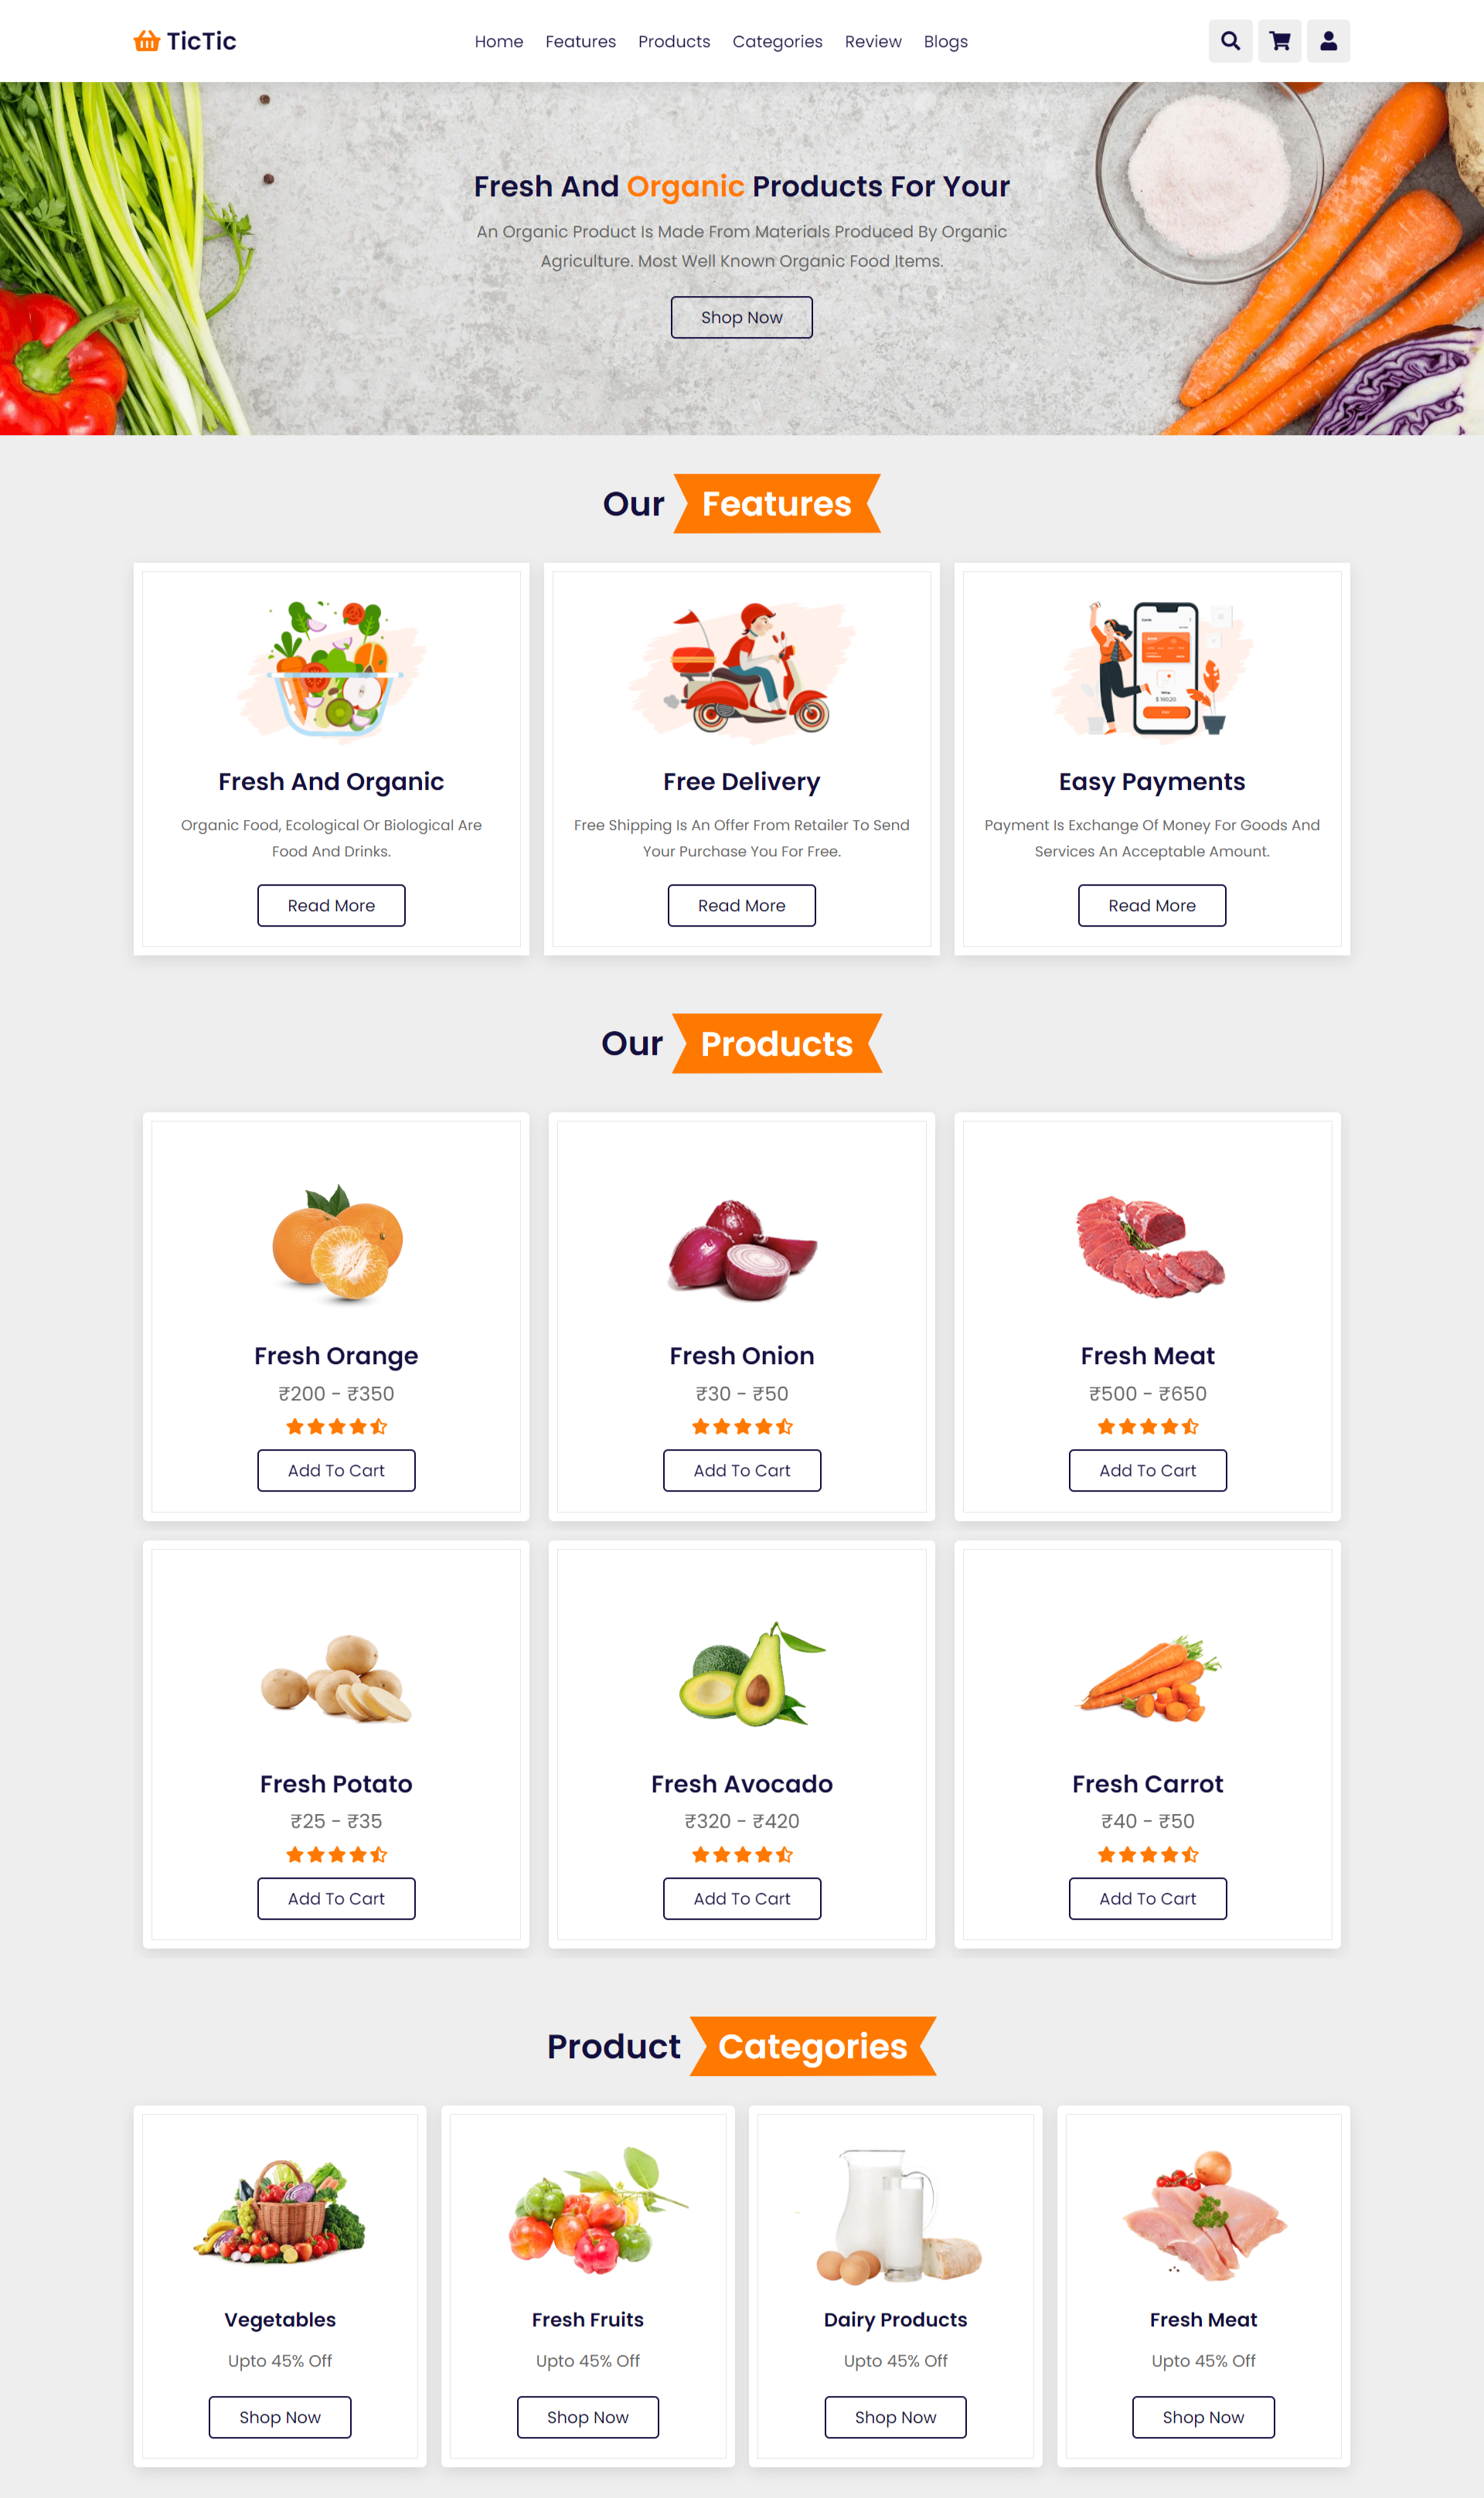 TicTic
Home Features Products Categories Review Blogs
Fresh And Organic Products For Your
An Organic Product Is Made From Materials Produced By Organic
Agriculture. Most Well Known Organic Food Items.
Shop Now
Our Features
Fresh And Organic
Organic Food, Ecological Or Biological Are
Food And Drinks.
Read More
$ 160.20
Free Delivery
Free Shipping Is An Offer From Retailer To Send
Your Purchase You For Free.
Read More
Easy Payments
Payment Is Exchange Of Money For Goods And
Services An Acceptable Amount.
Read More
Our Products
Fresh Orange
₹200 - ₹350
Add To Cart
Fresh Onion
₹30 - ₹50
Add To Cart
Fresh Meat
₹500 - ₹650
Add To Cart
Fresh Potato
₹25 - ₹35
Add To Cart
Fresh Avocado
₹320 - ₹420
Add To Cart
Fresh Carrot
₹40 - ₹50
Add To Cart
Product Categories
Vegetables
Upto 45% Off
Shop Now
Fresh Fruits
Upto 45% Off
Shop Now
Dairy Products
Upto 45% Off
Shop Now
Fresh Meat
Upto 45% Off
Shop Now